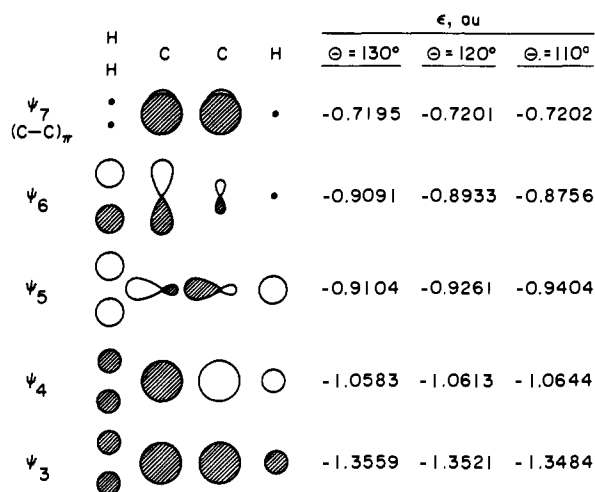 ϵ, au
H
H C C H Θ = 130° Θ = 120° Θ.= 110°
ψ7
(C–C)π -0.7195 -0.7201 -0.7202
ψ6 -0.9091 -0.8933 -0.8756
ψ5 -0.9104 -0.9261 -0.9404
ψ4 -1.0583 -1.0613 -1.0644
ψ3 -1.3559 -1.3521 -1.3484